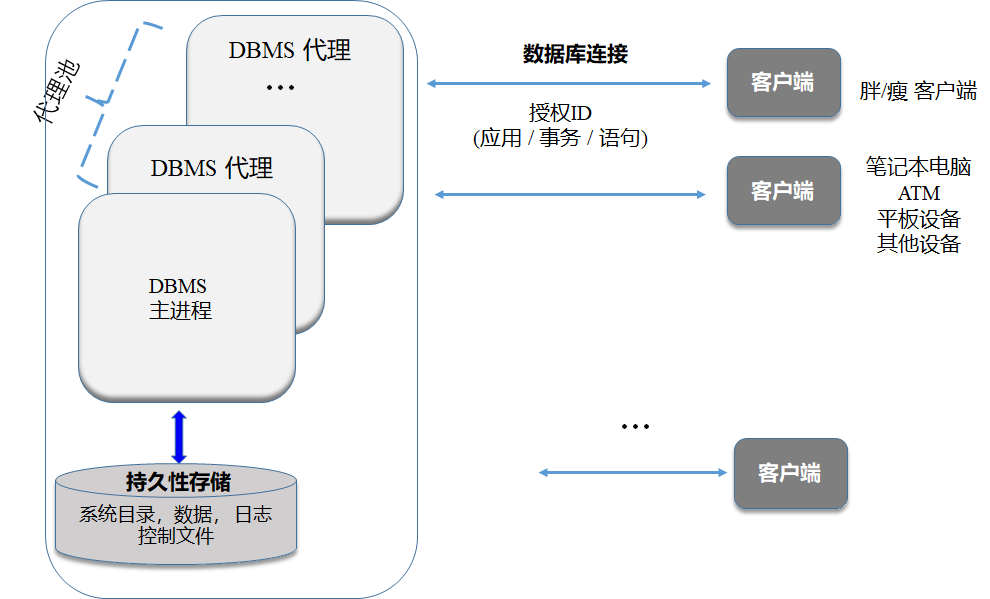 代理池
DBMS 代理
...
DBMS 代理
DBMS
主进程
持久性存储
系统目录，数据， 日志
控制文件
数据库连接
授权ID
(应用 / 事务 / 语句)
客户端
胖/瘦 客户端
客户端
笔记本电脑
ATM
平板设备
其他设备
...
客户端